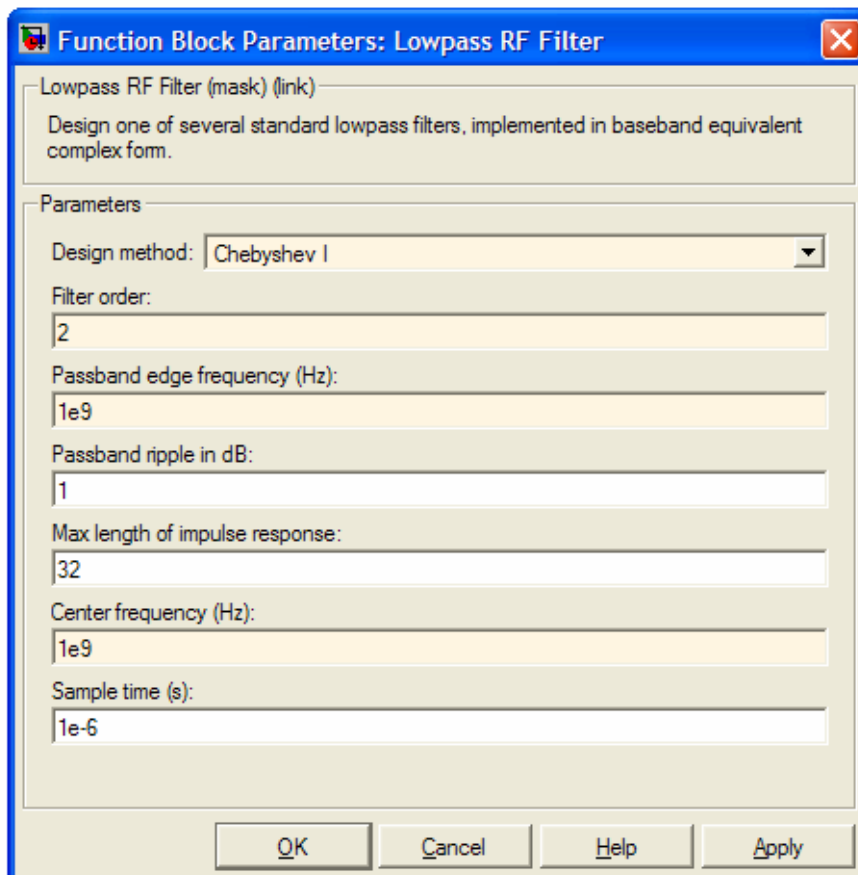 Function Block Parameters: Lowpass RF Filter
Lowpass RF Filter (mask) (link)
Design one of several standard lowpass filters, implemented in baseband equivalent
complex form.
Parameters
Design method: Chebyshev I
Filter order:
2
Passband edge frequency (Hz):
1e9
Passband ripple in dB:
1
Max length of impulse response:
32
Center frequency (Hz):
1e9
Sample time (s):
1e-6
OK Cancel Help Apply